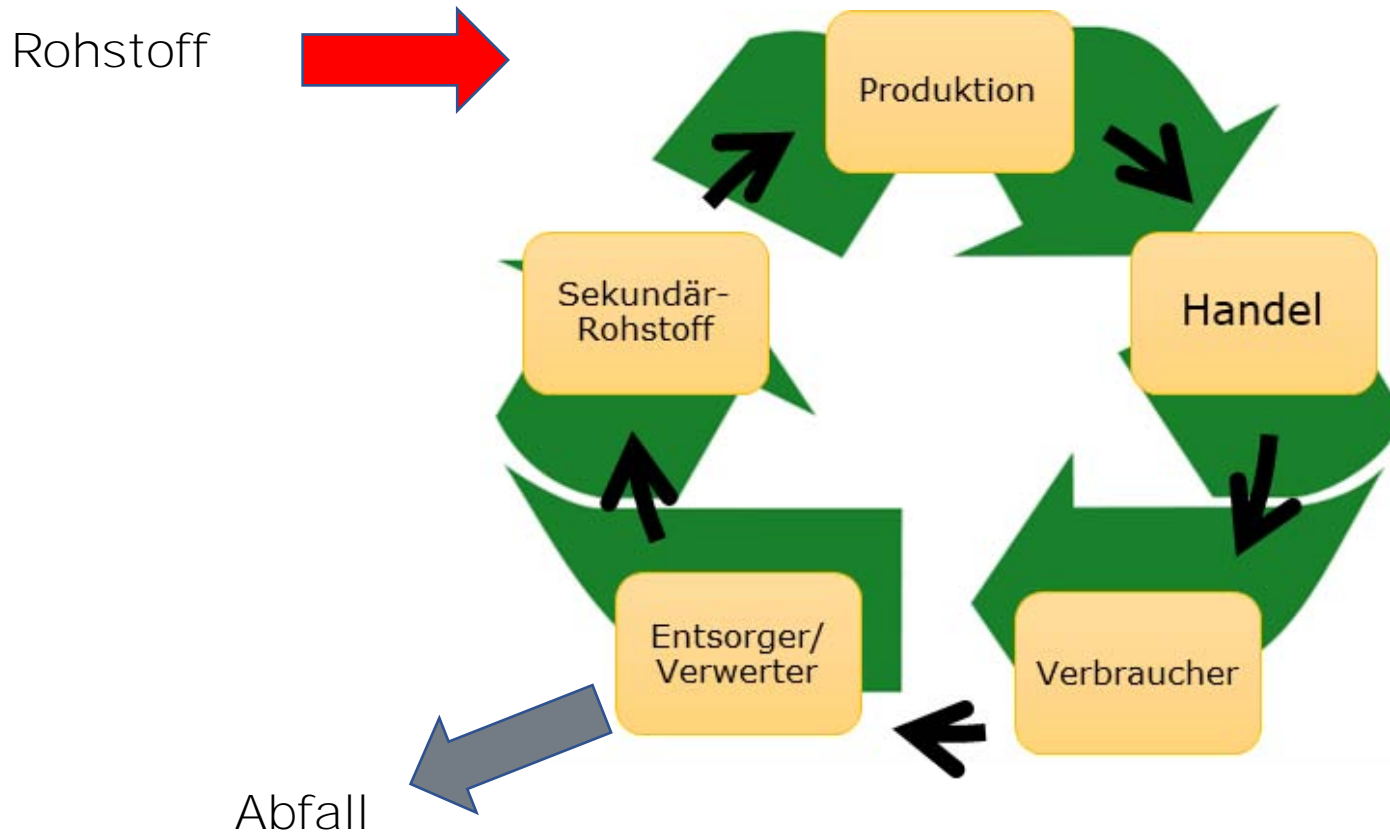 Rohstoff
Produktion
Sekundär-
Rohstoff
Handel
Entsorger/
Verwerter
Verbraucher
Abfall